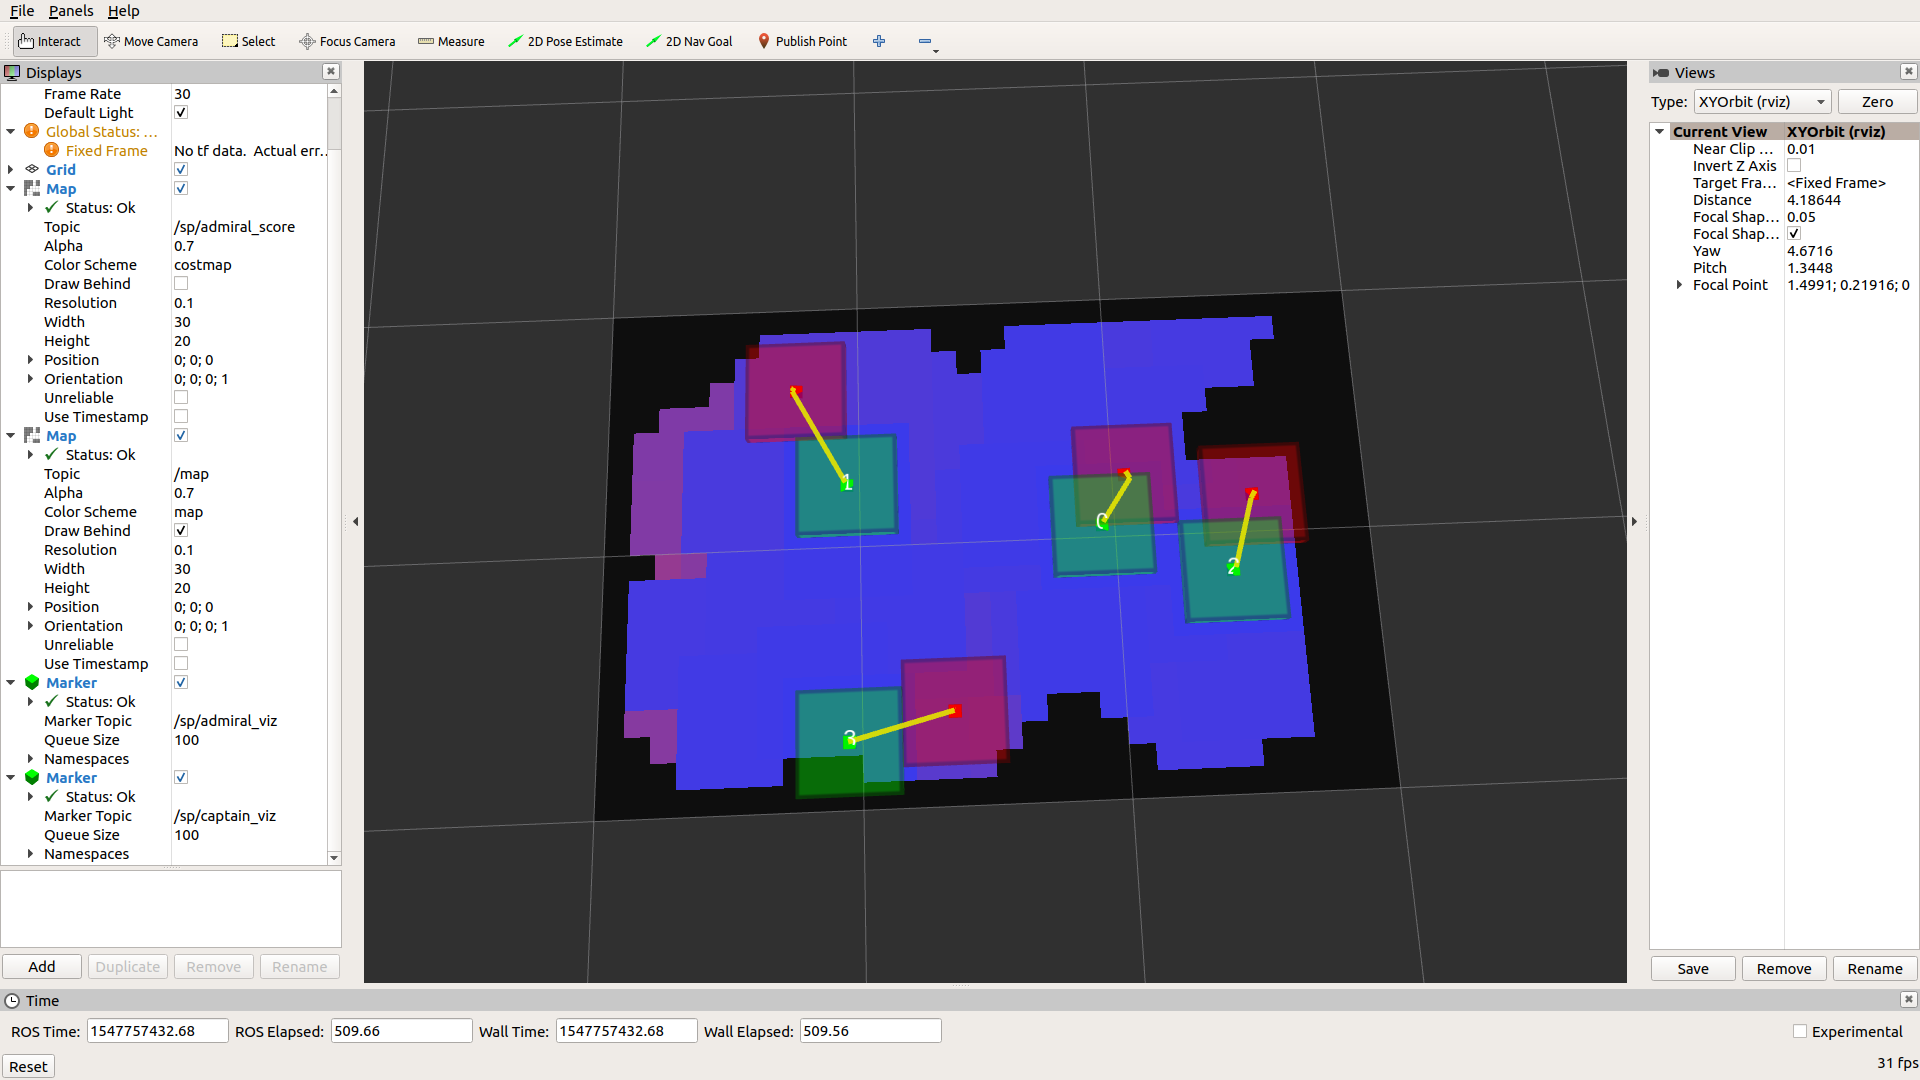 File Panels Help
Interact Move Camera Select Focus Camera Measure 2D Pose Estimate 2D Nav Goal Publish Point
Displays
Frame Rate 30
Default Light
Global Status: ...
Fixed Frame No tf data. Actual err..
Grid
Map
Status: Ok
Topic /sp/admiral_score
Alpha 0.7
Color Scheme costmap
Draw Behind
Resolution 0.1
Width 30
Height 20
Position 0; 0; 0
Orientation 0; 0; 0; 1
Unreliable
Use Timestamp
Map
Status: Ok
Topic /map
Alpha 0.7
Color Scheme map
Draw Behind
Resolution 0.1
Width 30
Height 20
Position 0; 0; 0
Orientation 0; 0; 0; 1
Unreliable
Use Timestamp
Marker
Status: Ok
Marker Topic /sp/admiral_viz
Queue Size 100
Namespaces
Marker
Status: Ok
Marker Topic /sp/captain_viz
Queue Size 100
Namespaces
Add Duplicate Remove Rename
1
0
2
3
Views
Type: XYOrbit (rviz) Zero
Current View XYOrbit (rviz)
Near Clip ... 0.01
Invert Z Axis
Target Fra... <Fixed Frame>
Distance 4.18644
Focal Shap... 0.05
Focal Shap...
Yaw 4.6716
Pitch 1.3448
Focal Point 1.4991; 0.21916; 0
Save Remove Rename
Time
ROS Time: 1547757432.68 ROS Elapsed: 509.66 Wall Time: 1547757432.68 Wall Elapsed: 509.56 Experimental
Reset 31 fps